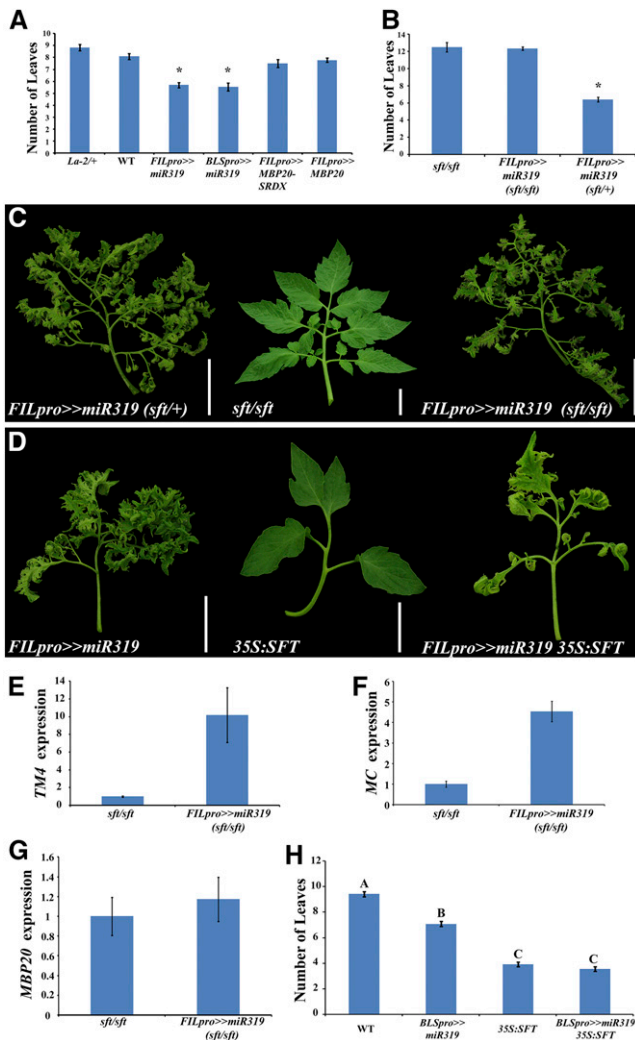 A
Number of Leaves
10
9
8
7
6
5
4
3
2
1
0
*
*
La-2/+
WT
FILpro>>
miR319
BLSpro>>
miR319
FILpro>>
MBP20-
SRDX
FILpro>>
MBP20
B
Number of Leaves
14
12
10
8
6
4
2
0
*
sft/sft
FILpro>>
miR319
(sft/sft)
FILpro>>
miR319
(sft/+)
C
FILpro>>miR319 (sft/+)
sft/sft
FILpro>>miR319 (sft/sft)
D
FILpro>>miR319
35S:SFT
FILpro>>miR319 35S:SFT
E
TM4 expression
14
12
10
8
6
4
2
0
sft/sft
FILpro>>miR319
(sft/sft)
F
MC expression
6
5
4
3
2
1
0
sft/sft
FILpro>>miR319
(sft/sft)
G
MBP20 expression
1.6
1.4
1.2
1
0.8
0.6
0.4
0.2
0
sft/sft
FILpro>>miR319
(sft/sft)
H
Number of Leaves
12
10
8
6
4
2
0
A
B
C
C
WT
BLSpro>>
miR319
35S:SFT
BLSpro>>miR319
35S:SFT